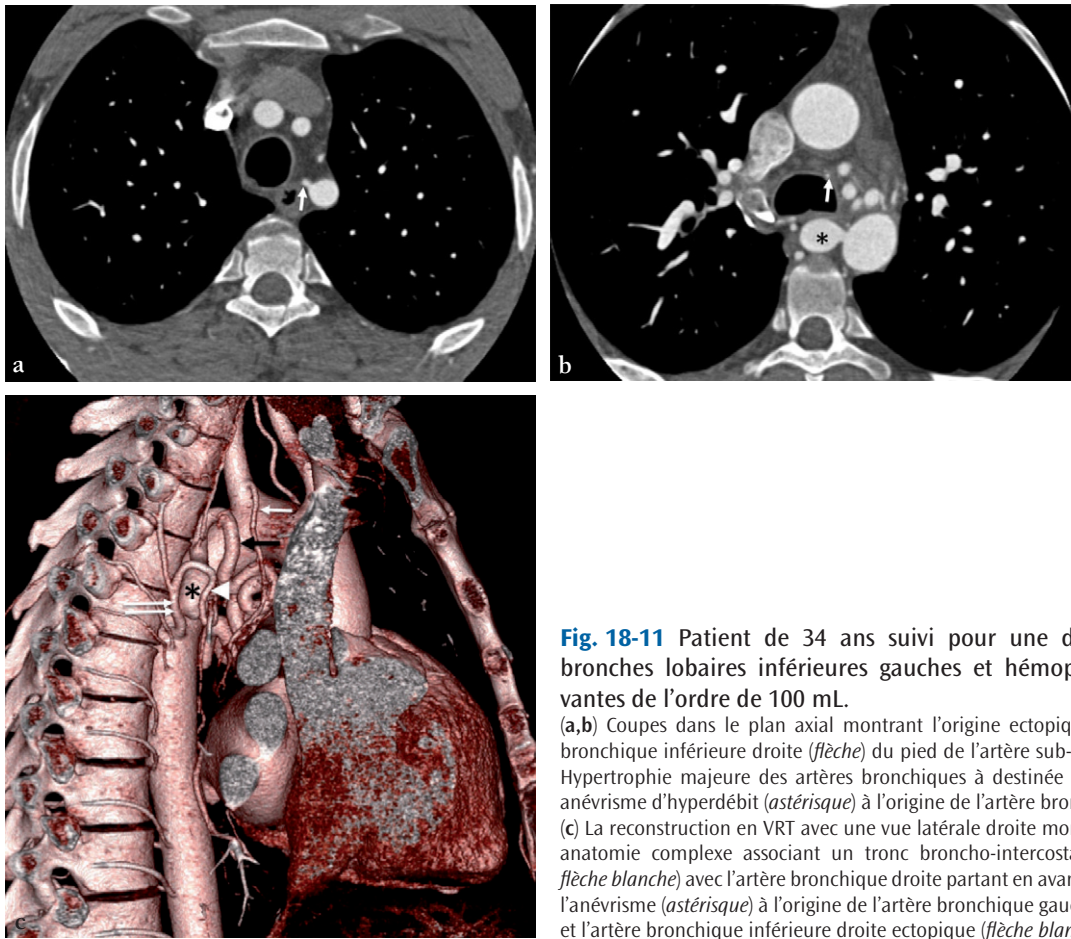 a
b
*
*
c
Fig. 18-11 Patient de 34 ans suivi pour une d
bronches lobaires inférieures gauches et hémop
vantes de l'ordre de 100 mL.
(a,b) Coupes dans le plan axial montrant l'origine ectopiq
bronchique inférieure droite (flèche) du pied de l'artère sub-
Hypertrophie majeure des artères bronchiques à destinée
anévrisme d'hyperdébit (astérisque) à l'origine de l'artère bron
(c) La reconstruction en VRT avec une vue latérale droite mo
anatomie complexe associant un tronc broncho-intercosta
flèche blanche) avec l'artère bronchique droite partant en avan
l'anévrisme (astérisque) à l'origine de l'artère bronchique gauc
et l'artère bronchique inférieure droite ectopique (flèche blan